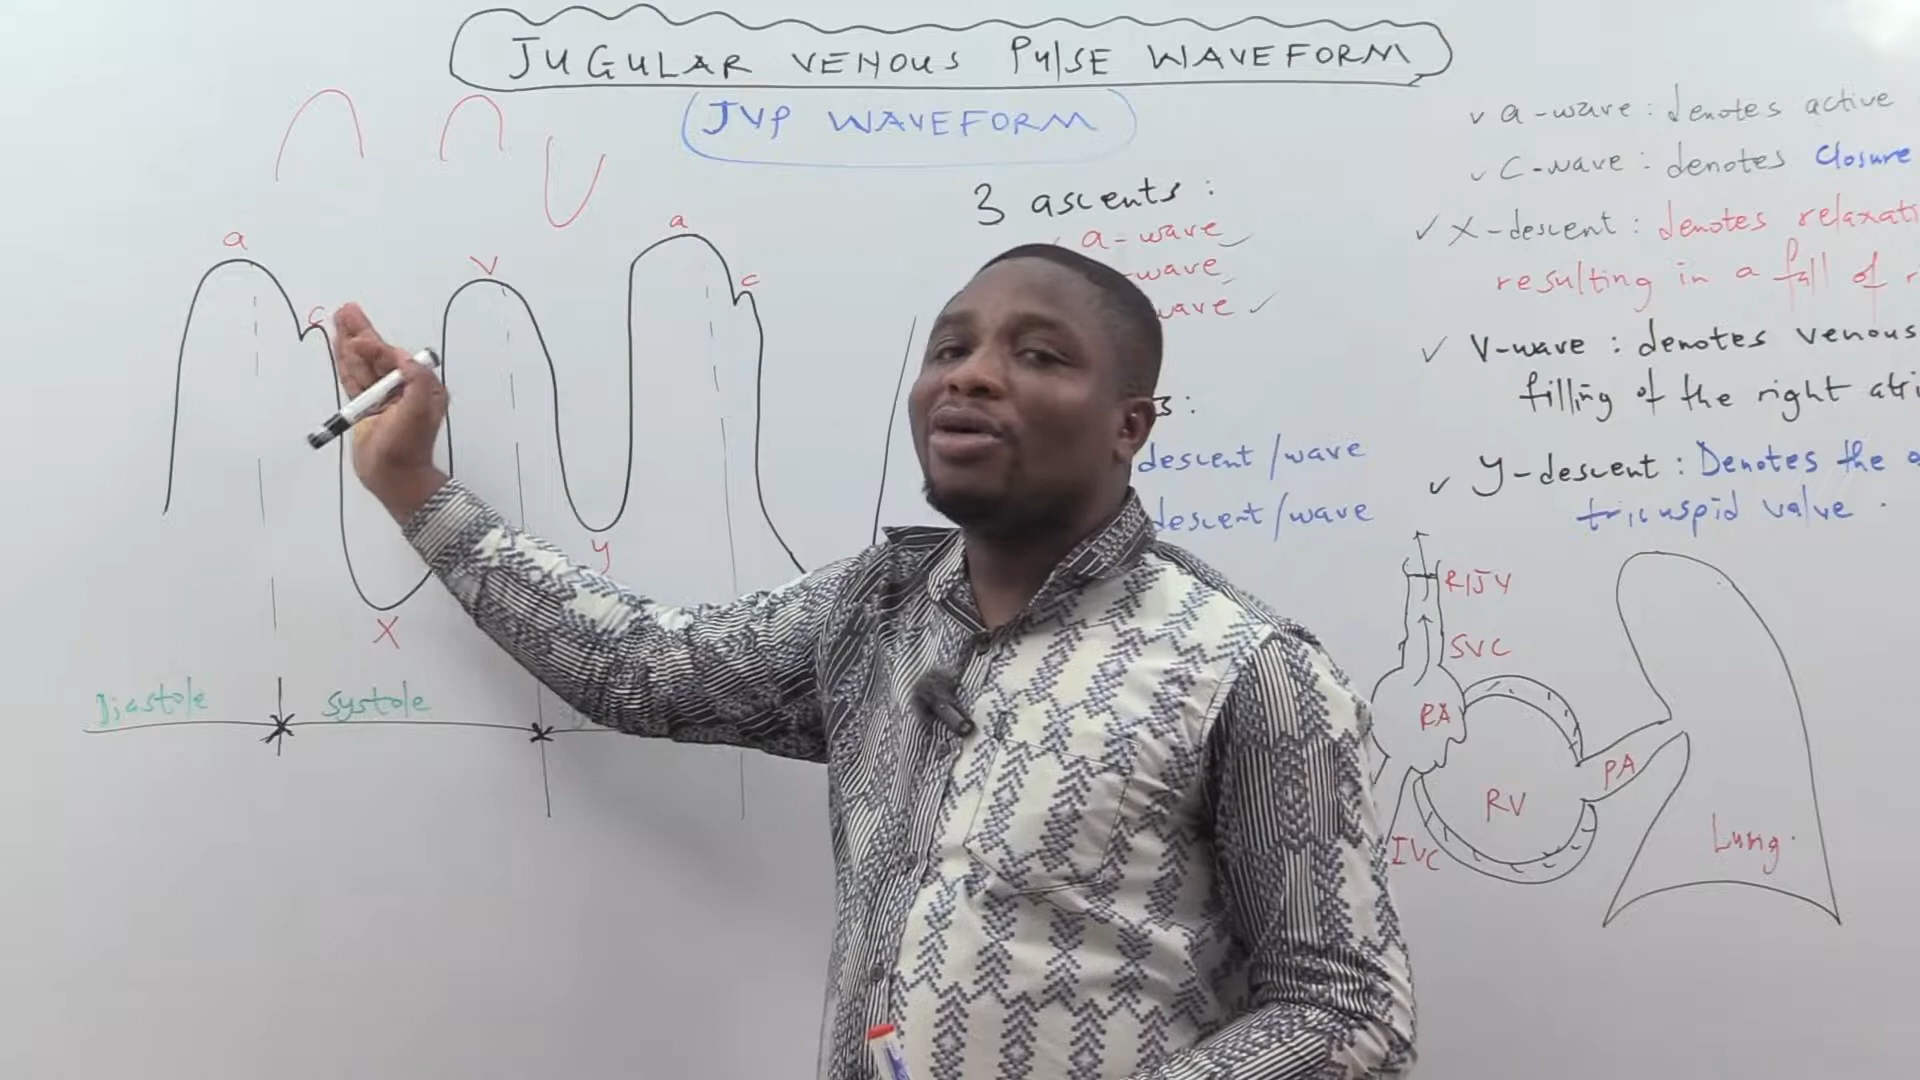 JUGULAR VENOUS PulSE WAVEFORM
JVP WAVEFORM
a
c
X
V
y
a
c
Diastole
systole
3 ascents :
a - wave
-wave
wave ✓
s :
descent / wave
descent / wave
✓ a - wave : denotes active
✓ C - wave : denotes Closure
✓ X - descent : denotes
resulting in a fall of
✓ V-wave : denotes venous
filling of the right
✓ Y-descent : Denotes the
tricuspid valve .
RIJV
SVC
RA
RV
PA
IVC
Lung.